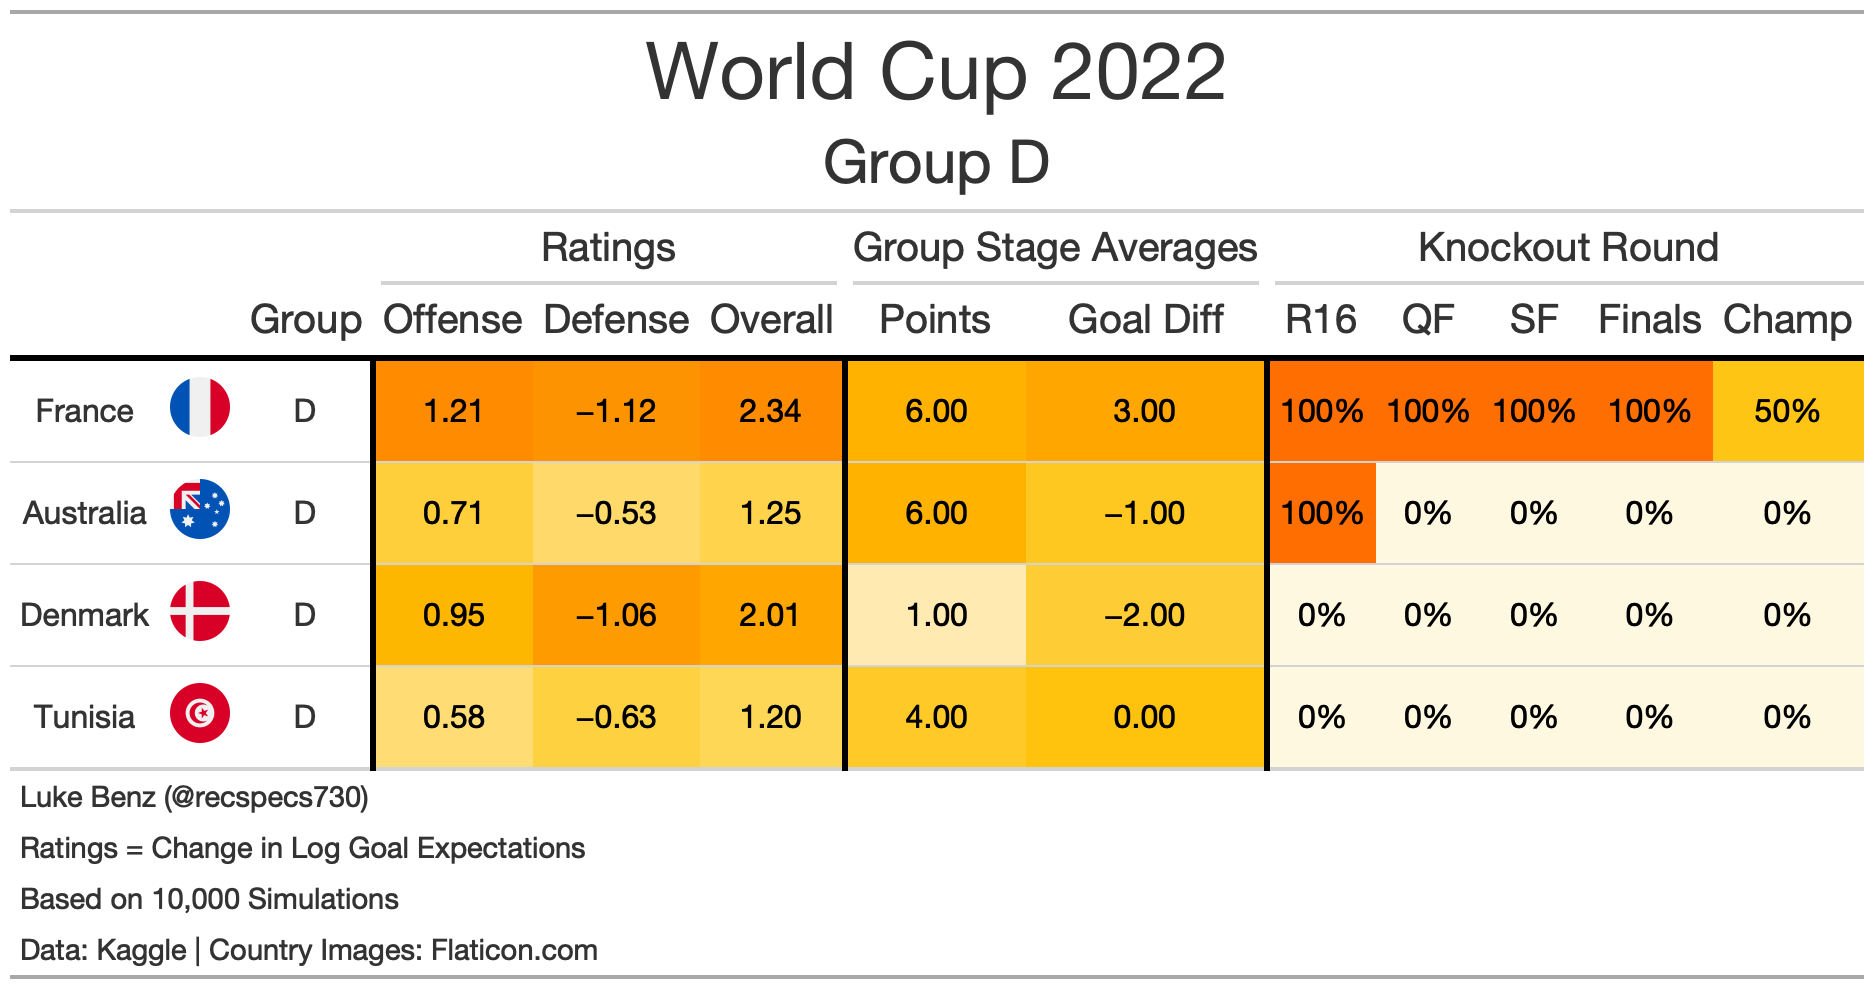 World Cup 2022
Group D
Ratings Group Stage Averages Knockout Round
Group Offense Defense Overall Points Goal Diff R16 QF SF Finals Champ
France D 1.21 −1.12 2.34 6.00 3.00 100% 100% 100% 100% 50%
Australia D 0.71 −0.53 1.25 6.00 −1.00 100% 0% 0% 0% 0%
Denmark D 0.95 −1.06 2.01 1.00 −2.00 0% 0% 0% 0% 0%
Tunisia D 0.58 −0.63 1.20 4.00 0.00 0% 0% 0% 0% 0%
Luke Benz (@recspecs730)
Ratings = Change in Log Goal Expectations
Based on 10,000 Simulations
Data: Kaggle | Country Images: Flaticon.com